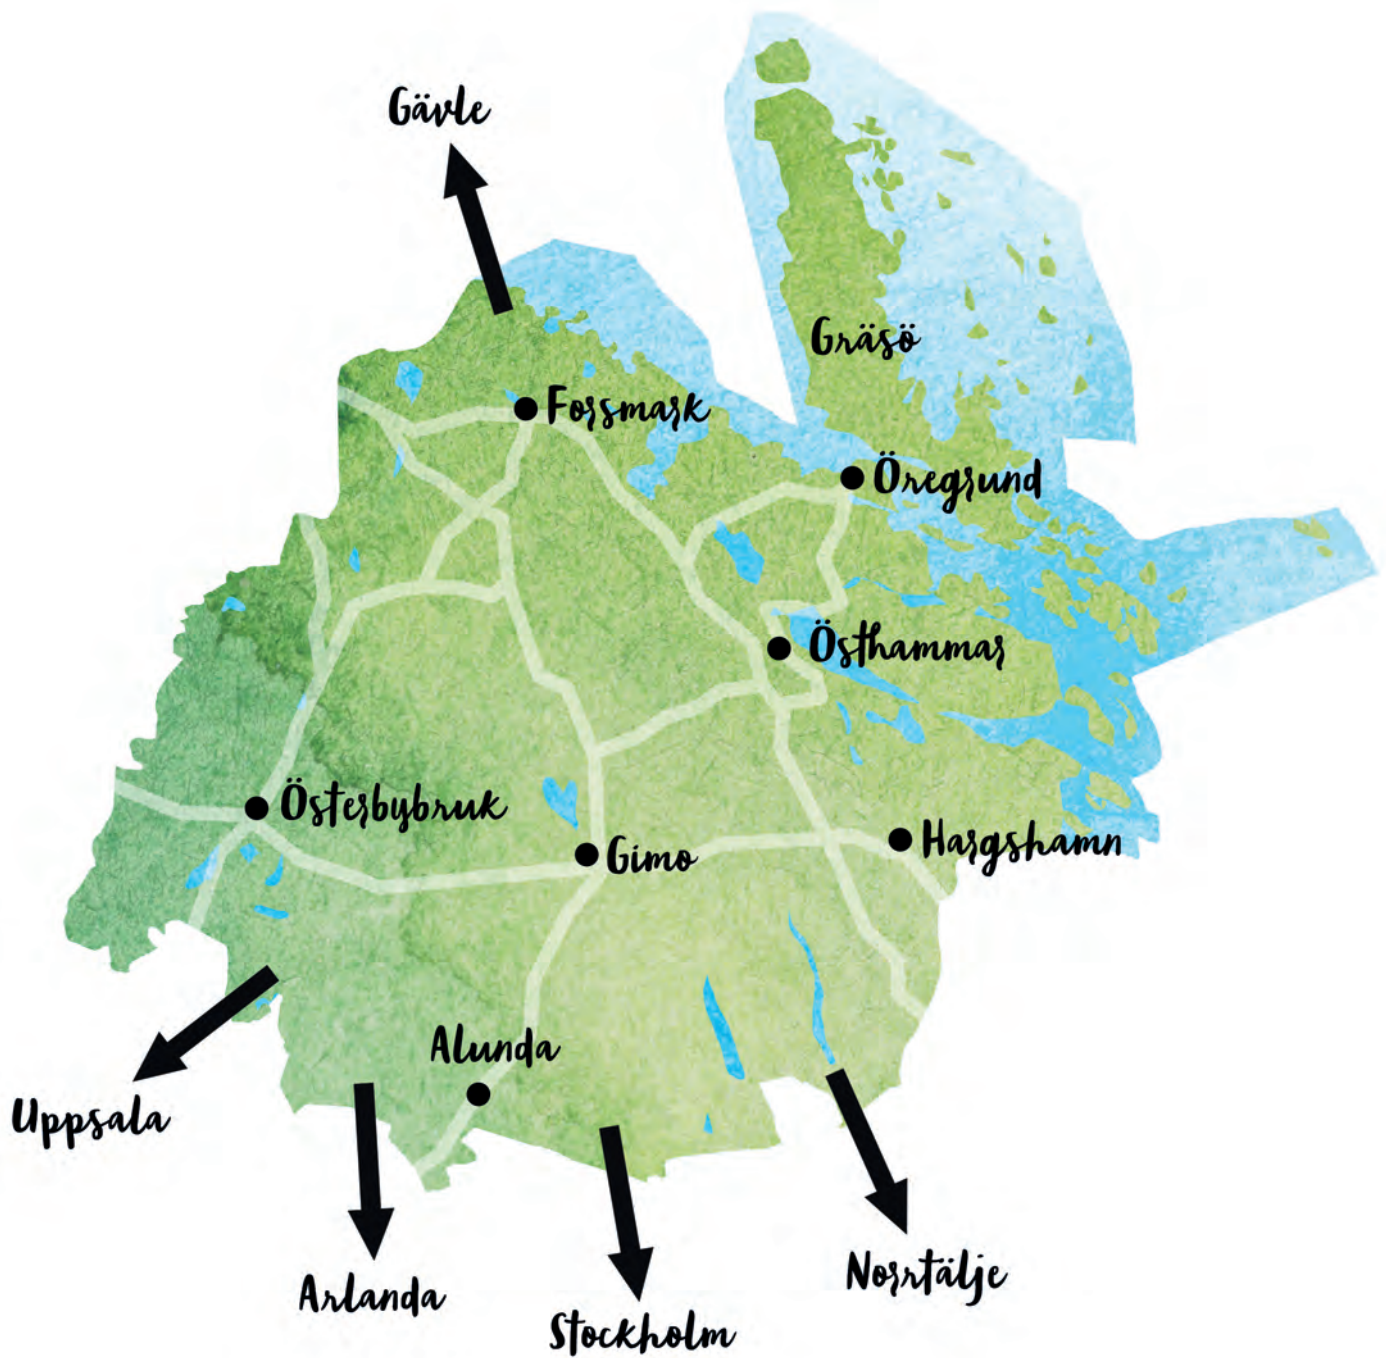 Gävle
Gräsö
Forsmark
Öregrund
Östhammar
Österbybruk
Gimo
Hargshamn
Alunda
Uppsala
Arlanda
Norrtälje
Stockholm